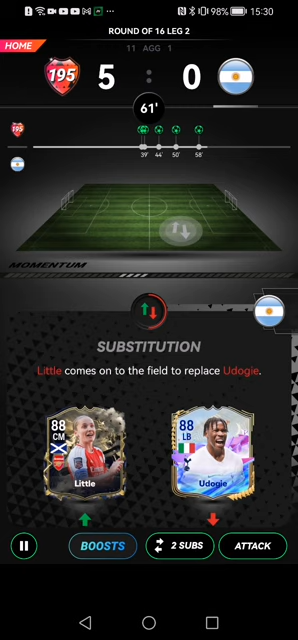 98% 15:30
ROUND OF 16 LEG 2
11 AGG 1
HOME
195 5 : 0
61'
195
39' 44' 50' 58'
MOMENTUM
SUBSTITUTION
Little comes on to the field to replace Udogie.
88 88
CM LB
Little Udogie
BOOSTS 2 SUBS ATTACK